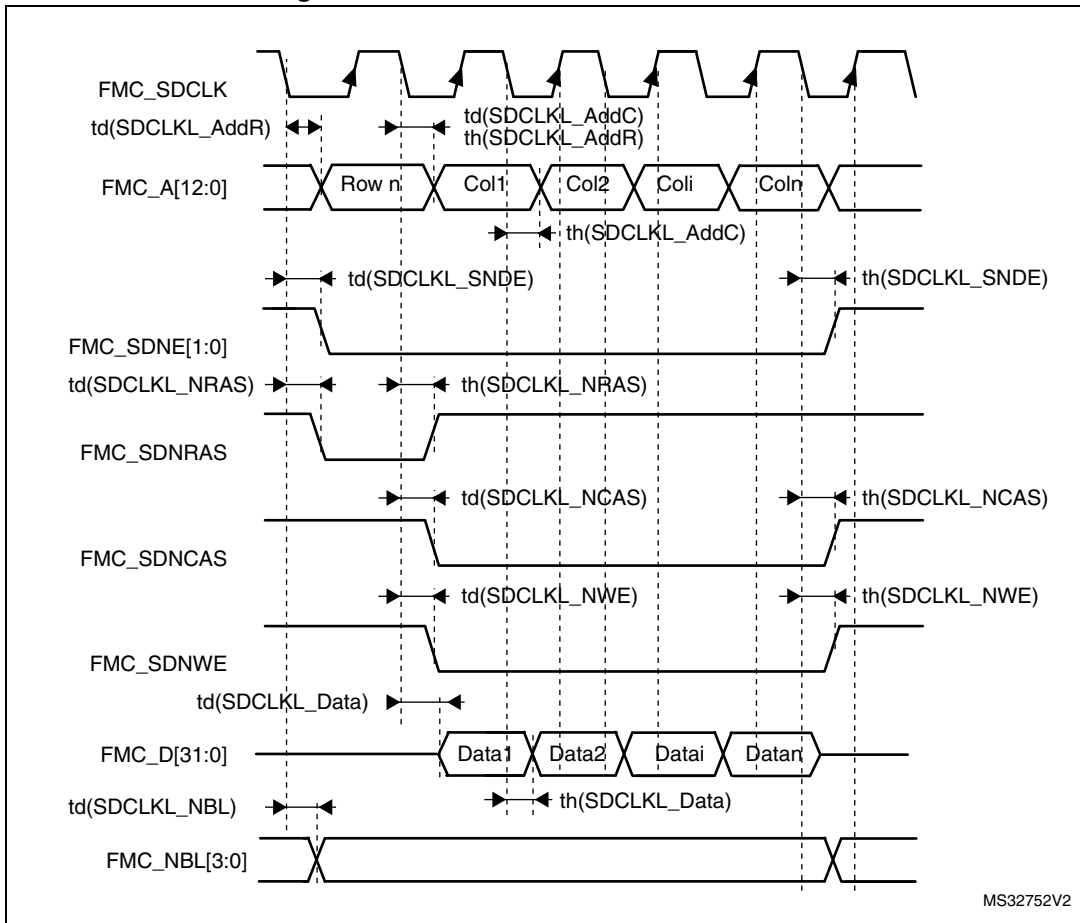 FMC_SDCLK
td(SDCLKL_AddR)
td(SDCLKL_AddC)
th(SDCLKL_AddR)
FMC_A[12:0]
Row n
Col1
Col2
Coli
Coln
th(SDCLKL_AddC)
td(SDCLKL_SNDE)
th(SDCLKL_SNDE)
FMC_SDNE[1:0]
td(SDCLKL_NRAS)
th(SDCLKL_NRAS)
FMC_SDNRAS
td(SDCLKL_NCAS)
th(SDCLKL_NCAS)
FMC_SDNCAS
td(SDCLKL_NWE)
th(SDCLKL_NWE)
FMC_SDNWE
td(SDCLKL_Data)
FMC_D[31:0]
Data1
Data2
Datai
Datan
td(SDCLKL_NBL)
th(SDCLKL_Data)
FMC_NBL[3:0]
MS32752V2